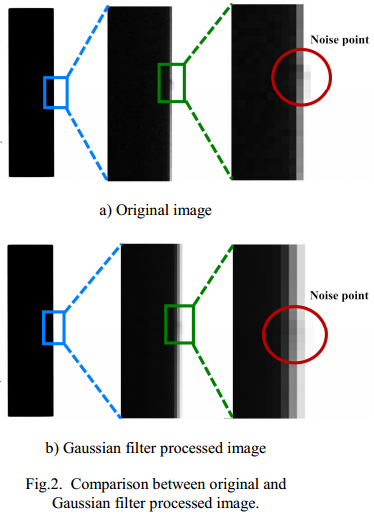 Noise point
a) Original image
Noise point
b) Gaussian filter processed image
Fig.2. Comparison between original and
Gaussian filter processed image.